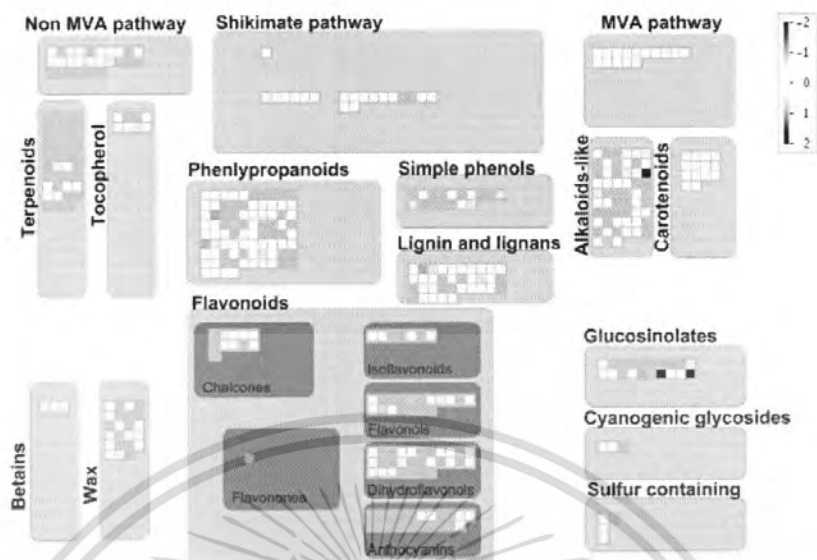 Non MVA pathway
Shikimate pathway
MVA pathway
-2
-1
0
1
2
Terpenoids
Tocopherol
Phenlypropanoids
Simple phenols
Alkaloids-like
Carotenoids
Lignin and lignans
Flavonoids
Chalcones
Isoflavonoids
Glucosinolates
Flavonols
Cyanogenic glycosides
Betains
Wax
Flavonones
Dihydroflavonols
Sulfur containing
Anthocyanins